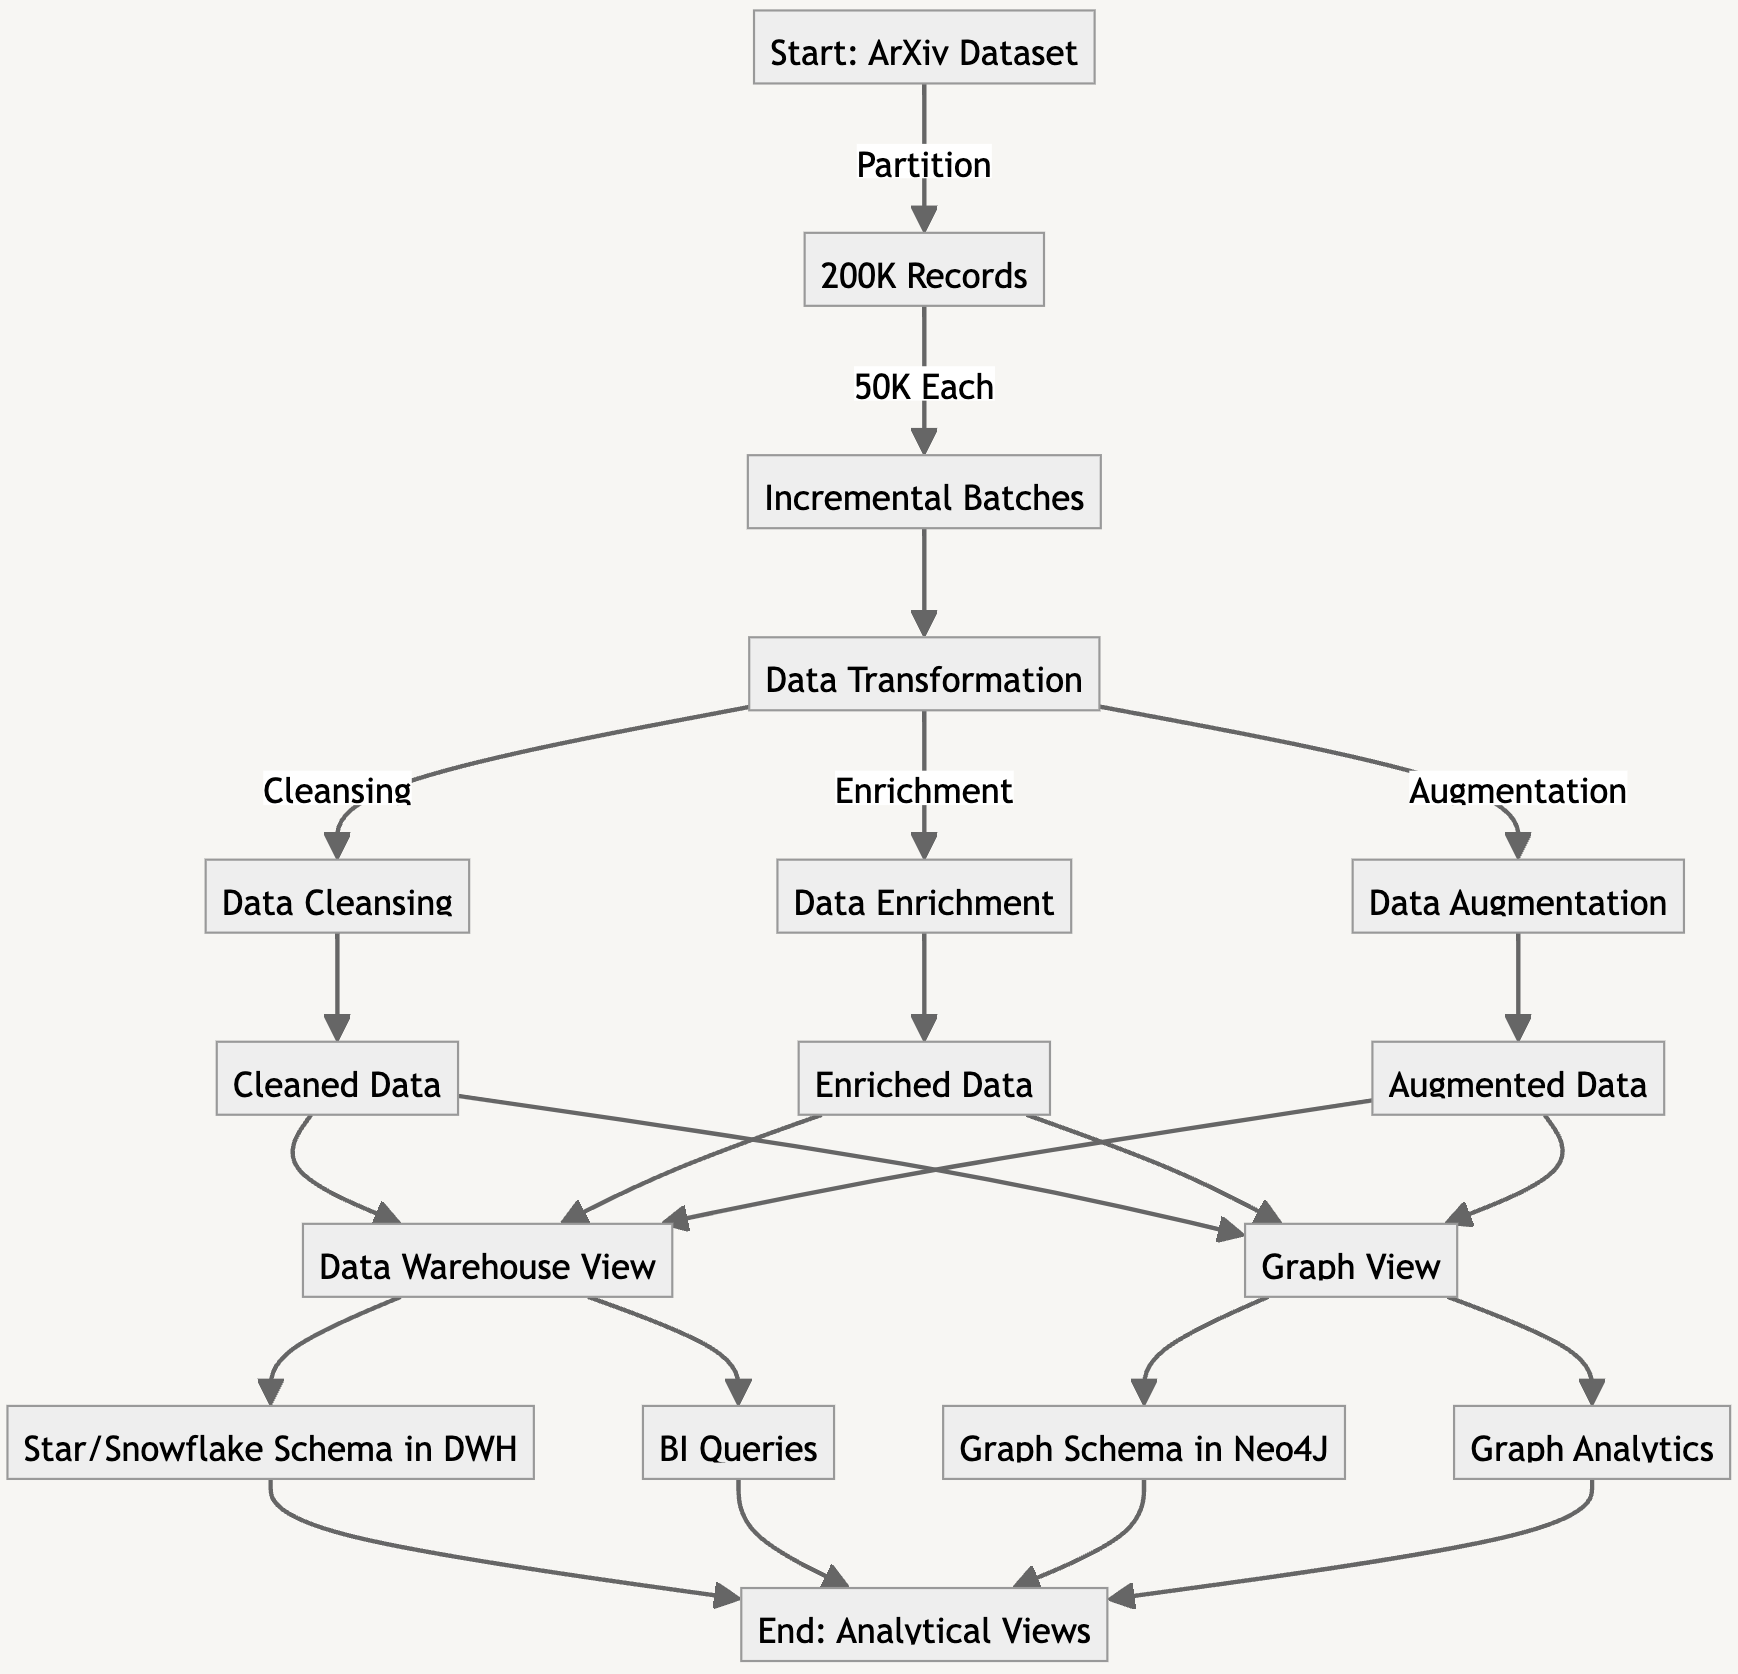 Start: ArXiv Dataset
Partition
200K Records
50K Each
Incremental Batches
Data Transformation
Cleansing
Enrichment
Augmentation
Data Cleansing
Data Enrichment
Data Augmentation
Cleaned Data
Enriched Data
Augmented Data
Data Warehouse View
Graph View
Star/Snowflake Schema in DWH
BI Queries
Graph Schema in Neo4J
Graph Analytics
End: Analytical Views